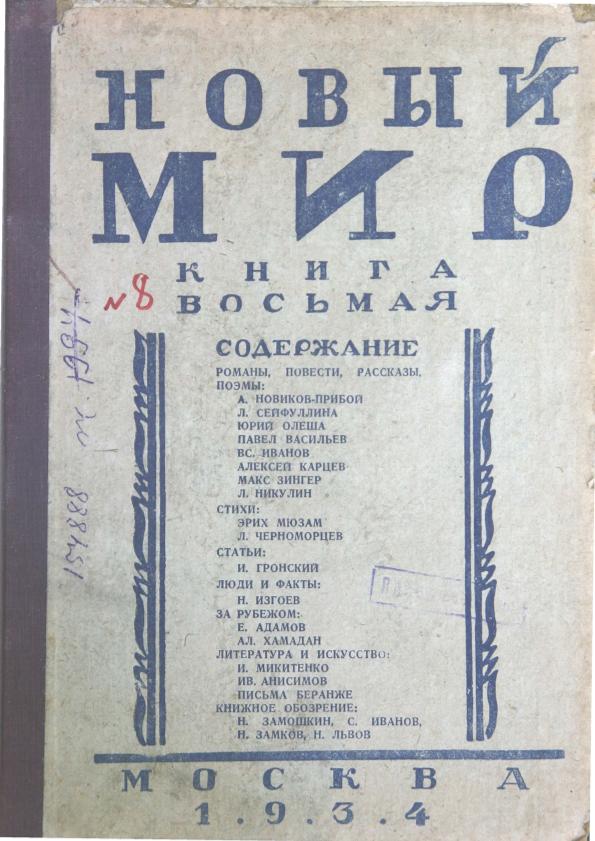 НОВЫЙ
МИР
КНИГА
№ 8
ВОСЬМАЯ
СОДЕРЖАНИЕ
РОМАНЫ, ПОВЕСТИ, РАССКАЗЫ,
ПОЭМЫ:
А. НОВИКОВ-ПРИБОЙ
Л. СЕЙФУЛЛИНА
ЮРИЙ ОЛЕША
ПАВЕЛ ВАСИЛЬЕВ
ВС. ИВАНОВ
АЛЕКСЕЙ КАРЦЕВ
МАКС ЗИНГЕР
Л. НИКУЛИН
СТИХИ:
ЭРИХ МЮЗАМ
Л. ЧЕРНОМОРЦЕВ
СТАТЬИ:
И. ГРОНСКИЙ
ЛЮДИ И ФАКТЫ:
Н. ИЗГОЕВ
ЗА РУБЕЖОМ:
Е. АДАМОВ
АЛ. ХАМАДАН
ЛИТЕРАТУРА И ИСКУССТВО:
И. МИКИТЕНКО
ИВ. АНИСИМОВ
ПИСЬМА БЕРАНЖЕ
КНИЖНОЕ ОБОЗРЕНИЕ:
Н. ЗАМОШКИН, С. ИВАНОВ,
Н. ЗАМКОВ, Н. ЛЬВОВ
МОСКВА
1.9.3.4
154888